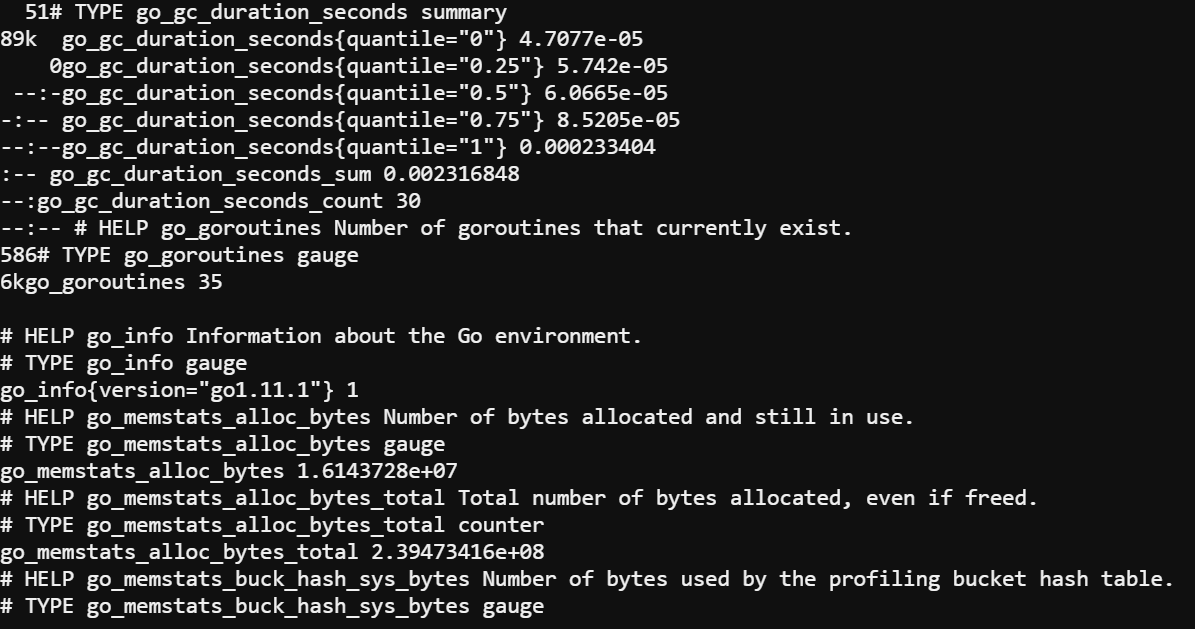 51# TYPE go_gc_duration_seconds summary
89k  go_gc_duration_seconds{quantile="0"} 4.7077e-05
    0go_gc_duration_seconds{quantile="0.25"} 5.742e-05
 --:-go_gc_duration_seconds{quantile="0.5"} 6.0665e-05
-:-- go_gc_duration_seconds{quantile="0.75"} 8.5205e-05
--:--go_gc_duration_seconds{quantile="1"} 0.000233404
:-- go_gc_duration_seconds_sum 0.002316848
--:go_gc_duration_seconds_count 30
--:-- # HELP go_goroutines Number of goroutines that currently exist.
586# TYPE go_goroutines gauge
6kgo_goroutines 35
# HELP go_info Information about the Go environment.
# TYPE go_info gauge
go_info{version="go1.11.1"} 1
# HELP go_memstats_alloc_bytes Number of bytes allocated and still in use.
# TYPE go_memstats_alloc_bytes gauge
go_memstats_alloc_bytes 1.6143728e+07
# HELP go_memstats_alloc_bytes_total Total number of bytes allocated, even if freed.
# TYPE go_memstats_alloc_bytes_total counter
go_memstats_alloc_bytes_total 2.39473416e+08
# HELP go_memstats_buck_hash_sys_bytes Number of bytes used by the profiling bucket hash table.
# TYPE go_memstats_buck_hash_sys_bytes gauge